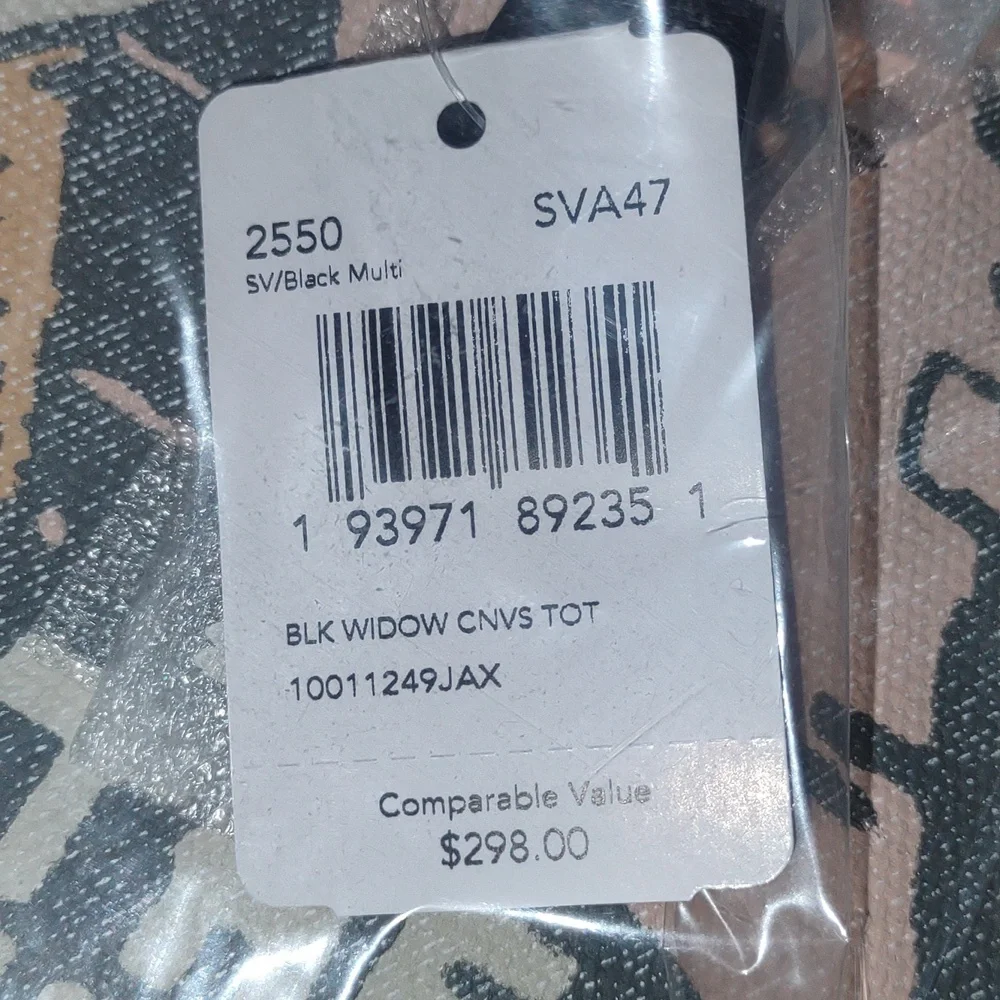 2550 SVA47
SV/Black Multi
1 93971 89235 1
BLK WIDOW CNVS TOT
10011249JAX
Comparable Value
$298.00